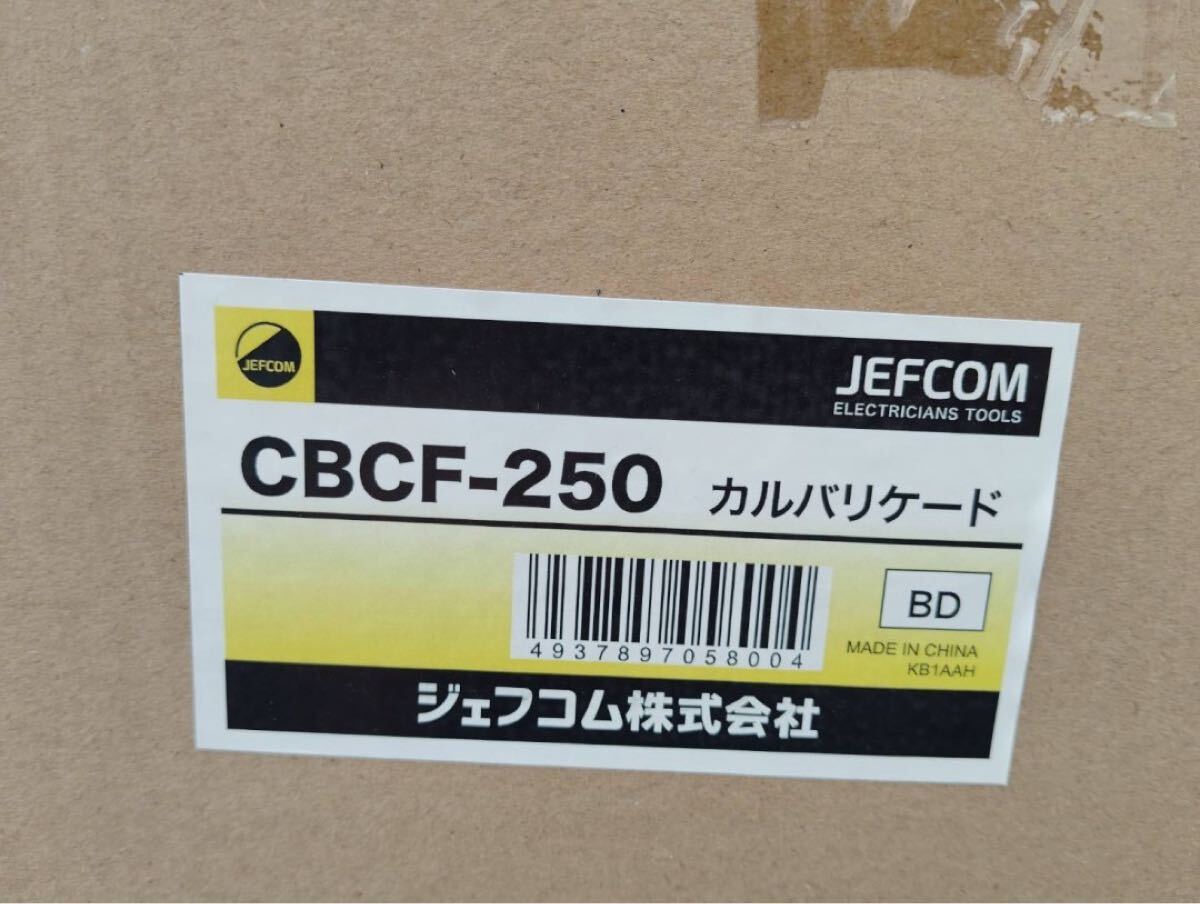 JEFCOM
JEFCOM
ELECTRICIANS TOOLS
CBCF-250 カルバリケード
4937897058004
BD
MADE IN CHINA
KB1AAH
ジェフコム株式会社